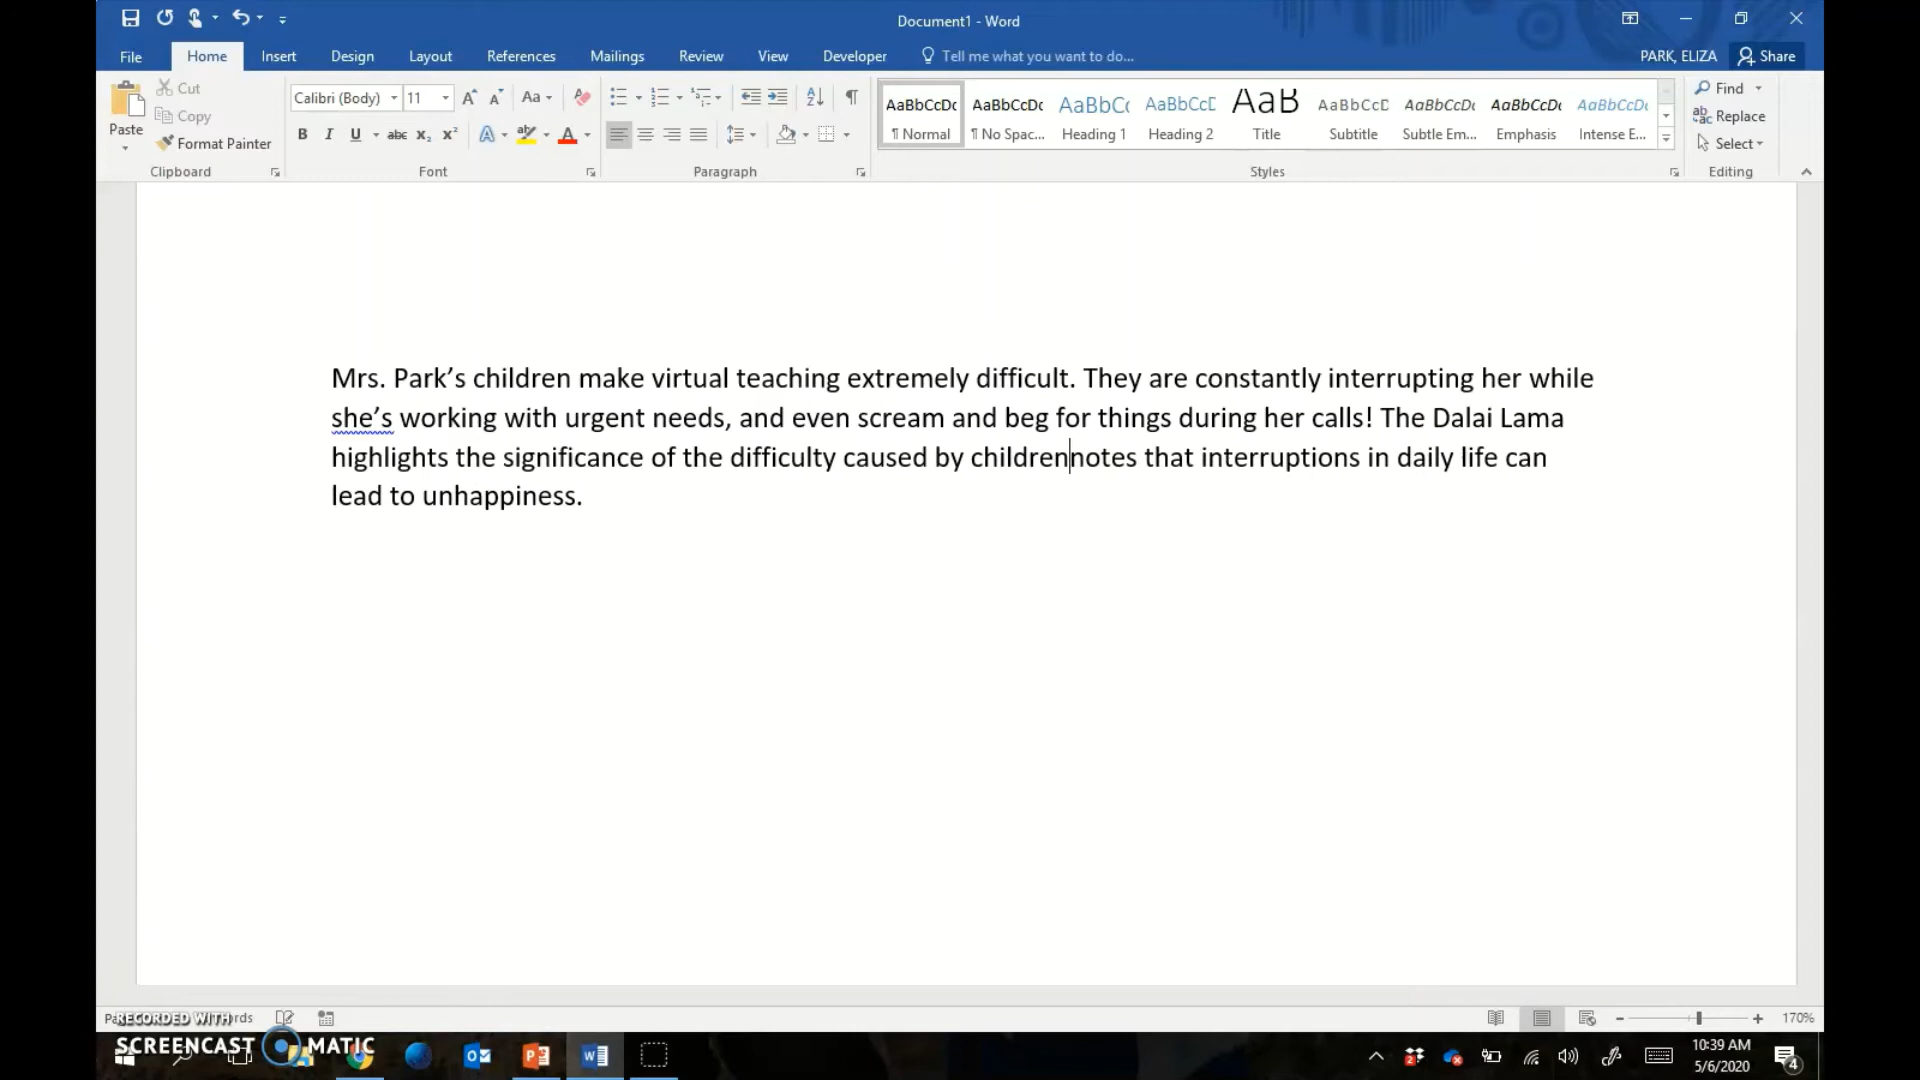 Document1 - Word
File Home Insert Design Layout References Mailings Review View Developer Tell me what you want to do... PARK, ELIZA Share
Paste Cut Copy Format Painter Clipboard
Calibri (Body) 11 Aa
B I U abc x₂ x² A A Font
Paragraph
AaBbCcDc AaBbCcDc AaBbC AaBbCcE AaB AaBbCcD AaBbCcDc AaBbCcDc AaBbCcDc
¶ Normal ¶ No Spac... Heading 1 Heading 2 Title Subtitle Subtle Em... Emphasis Intense E...
Styles
Find Replace Select Editing
Mrs. Park’s children make virtual teaching extremely difficult. They are constantly interrupting her while
she’s working with urgent needs, and even scream and beg for things during her calls! The Dalai Lama
highlights the significance of the difficulty caused by childrennotes that interruptions in daily life can
lead to unhappiness.
RECORDED WITH
SCREENCAST MATIC
170%
10:39 AM
5/6/2020
4